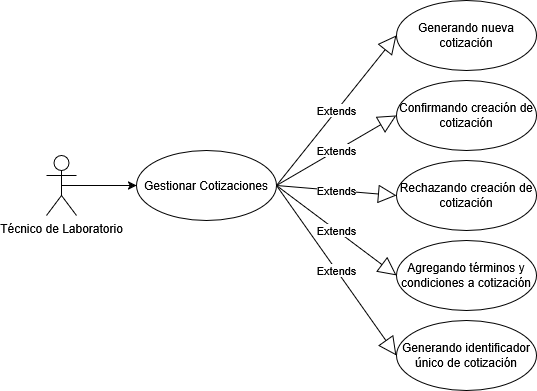 Generando nueva
cotización
Extends
Confirmando creación de
cotización
Extends
Técnico de Laboratorio
Gestionar Cotizaciones
Extends
Rechazando creación de
cotización
Extends
Agregando términos y
condiciones a cotización
Extends
Generando identificador
único de cotización